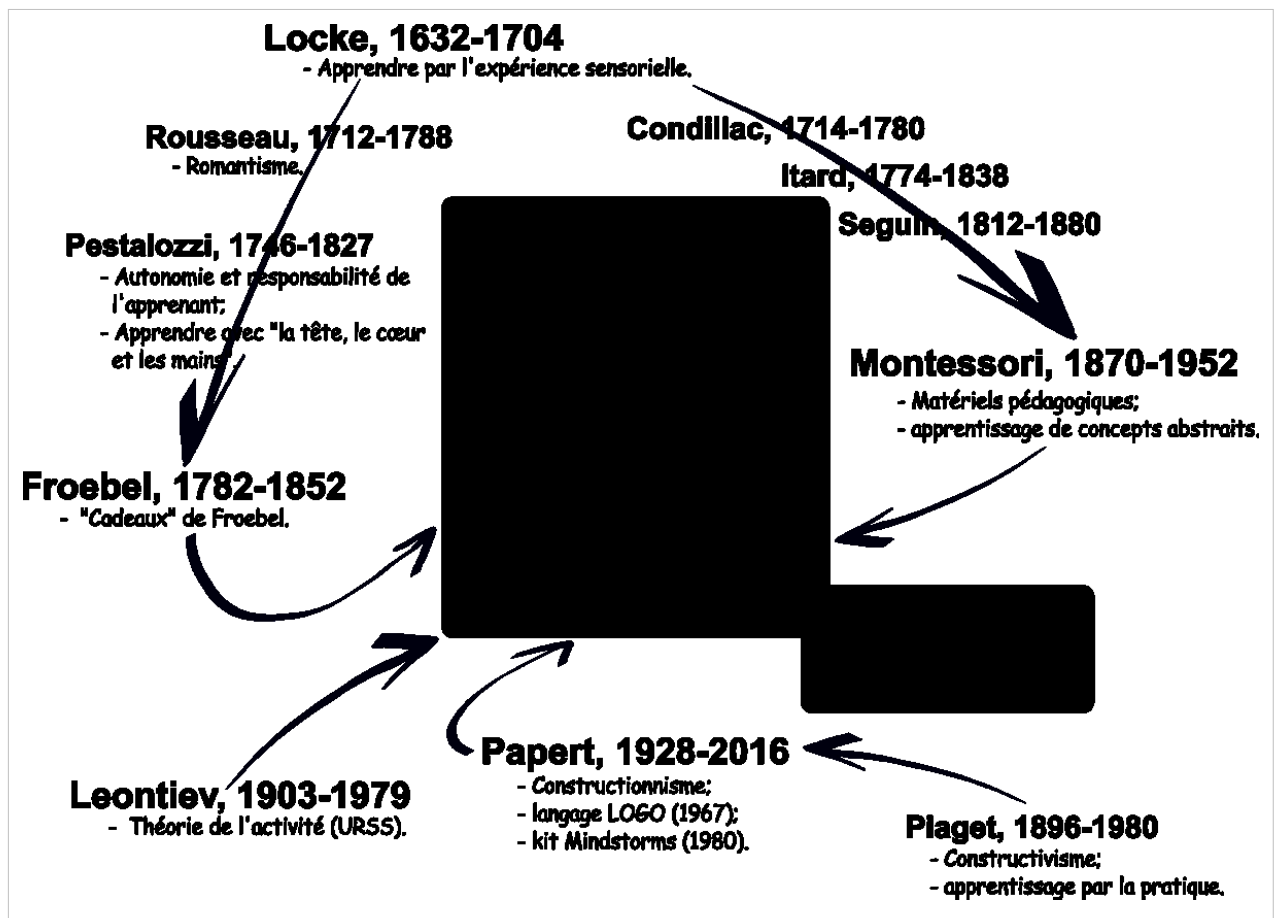 Locke, 1632-1704
- Apprendre par l'expérience sensorielle.
Rousseau, 1712-1788
- Romantisme.
Condillac, 1714-1780
Itard, 1774-1838
Seguin, 1812-1880
Pestalozzi, 1746-1827
- Autonomie et responsabilité de
l'apprenant;
- Apprendre avec "la tête, le cœur
et les mains".
Montessori, 1870-1952
- Matériels pédagogiques;
- apprentissage de concepts abstraits.
Froebel, 1782-1852
- "Cadeaux" de Froebel.
Leontiev, 1903-1979
- Théorie de l'activité (URSS).
Papert, 1928-2016
- Constructionnisme;
- langage LOGO (1967);
- kit Mindstorms (1980).
Piaget, 1896-1980
- Constructivisme;
- apprentissage par la pratique.